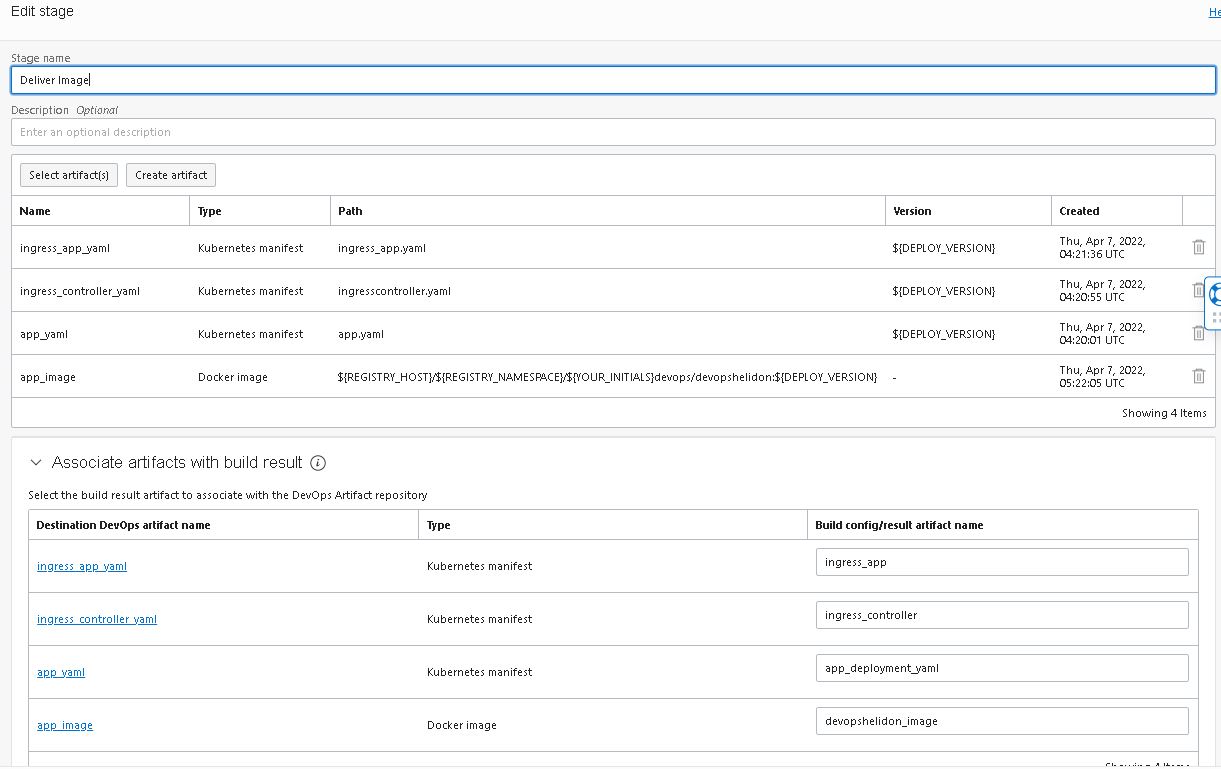 Edit stage
He
Stage name
Deliver Image
Description Optional
Enter an optional description
Select artifact(s) Create artifact
Name Type Path Version Created
ingress_app_yaml Kubernetes manifest ingress_app.yaml ${DEPLOY_VERSION} Thu, Apr 7, 2022,
04:21:36 UTC
ingress_controller_yaml Kubernetes manifest ingresscontroller.yaml ${DEPLOY_VERSION} Thu, Apr 7, 2022,
04:20:55 UTC
app_yaml Kubernetes manifest app.yaml ${DEPLOY_VERSION} Thu, Apr 7, 2022,
04:20:01 UTC
app_image Docker image ${REGISTRY_HOST}/${REGISTRY_NAMESPACE}/${YOUR_INITIALS}devops/devopshelidon:${DEPLOY_VERSION} - Thu, Apr 7, 2022,
05:22:05 UTC
Showing 4 Items
Associate artifacts with build result i
Select the build result artifact to associate with the DevOps Artifact repository
Destination DevOps artifact name Type Build config/result artifact name
ingress_app_yaml Kubernetes manifest ingress_app
ingress_controller_yaml Kubernetes manifest ingress_controller
app_yaml Kubernetes manifest app_deployment_yaml
app_image Docker image devopshelidon_image
Showing 4 Items